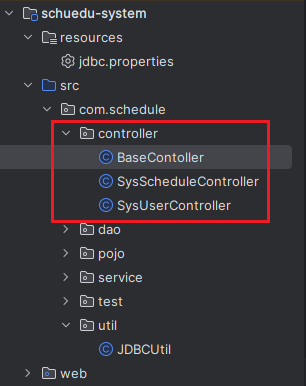 schuedu-system
resources
jdbc.properties
src
com.schedule
controller
BaseContoller
SysScheduleController
SysUserController
dao
pojo
service
test
util
JDBCUtil
web